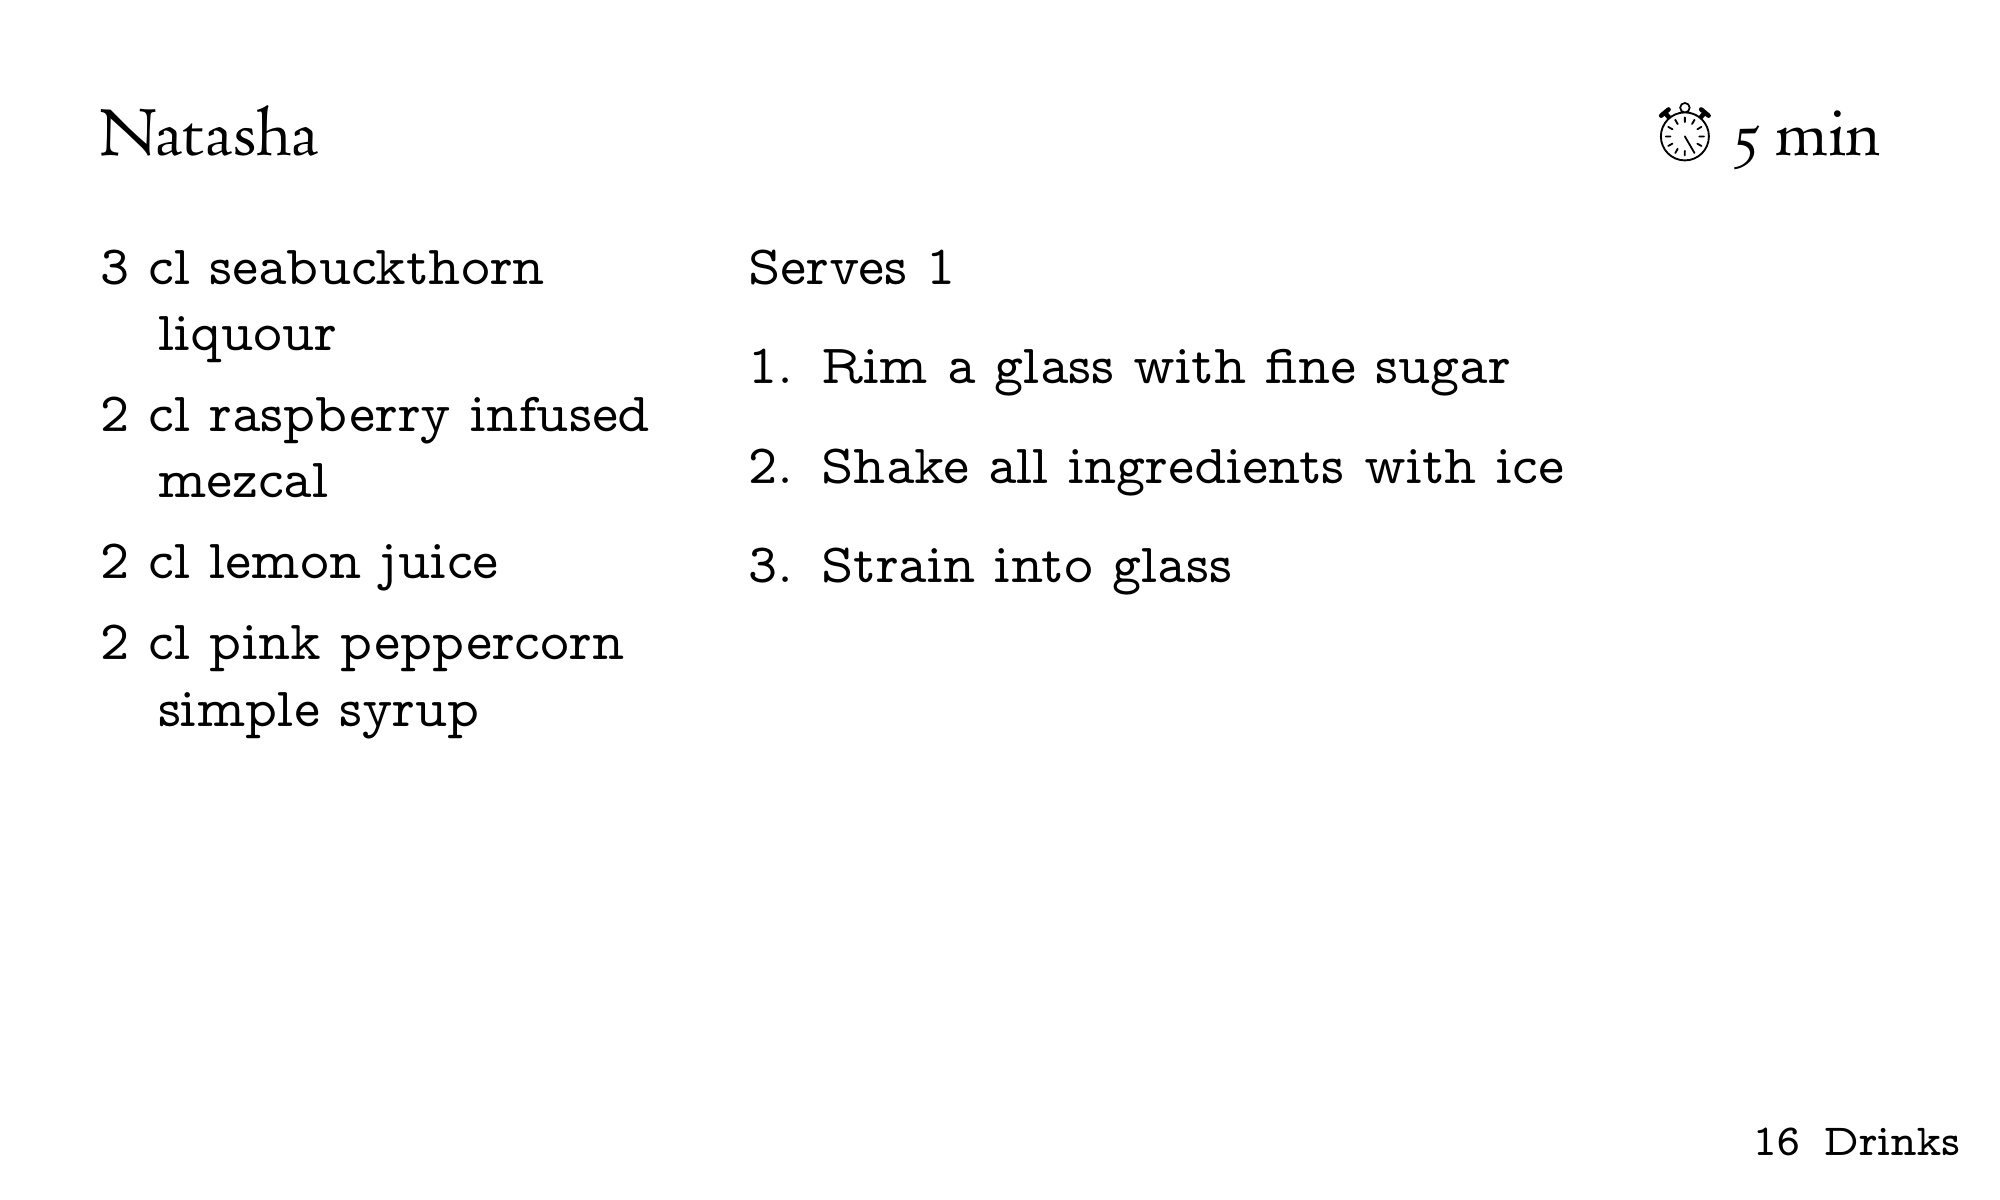 Natasha
5 min
3 cl seabuckthorn
liquour
2 cl raspberry infused
mezcal
2 cl lemon juice
2 cl pink peppercorn
simple syrup
Serves 1
1. Rim a glass with fine sugar
2. Shake all ingredients with ice
3. Strain into glass
16 Drinks